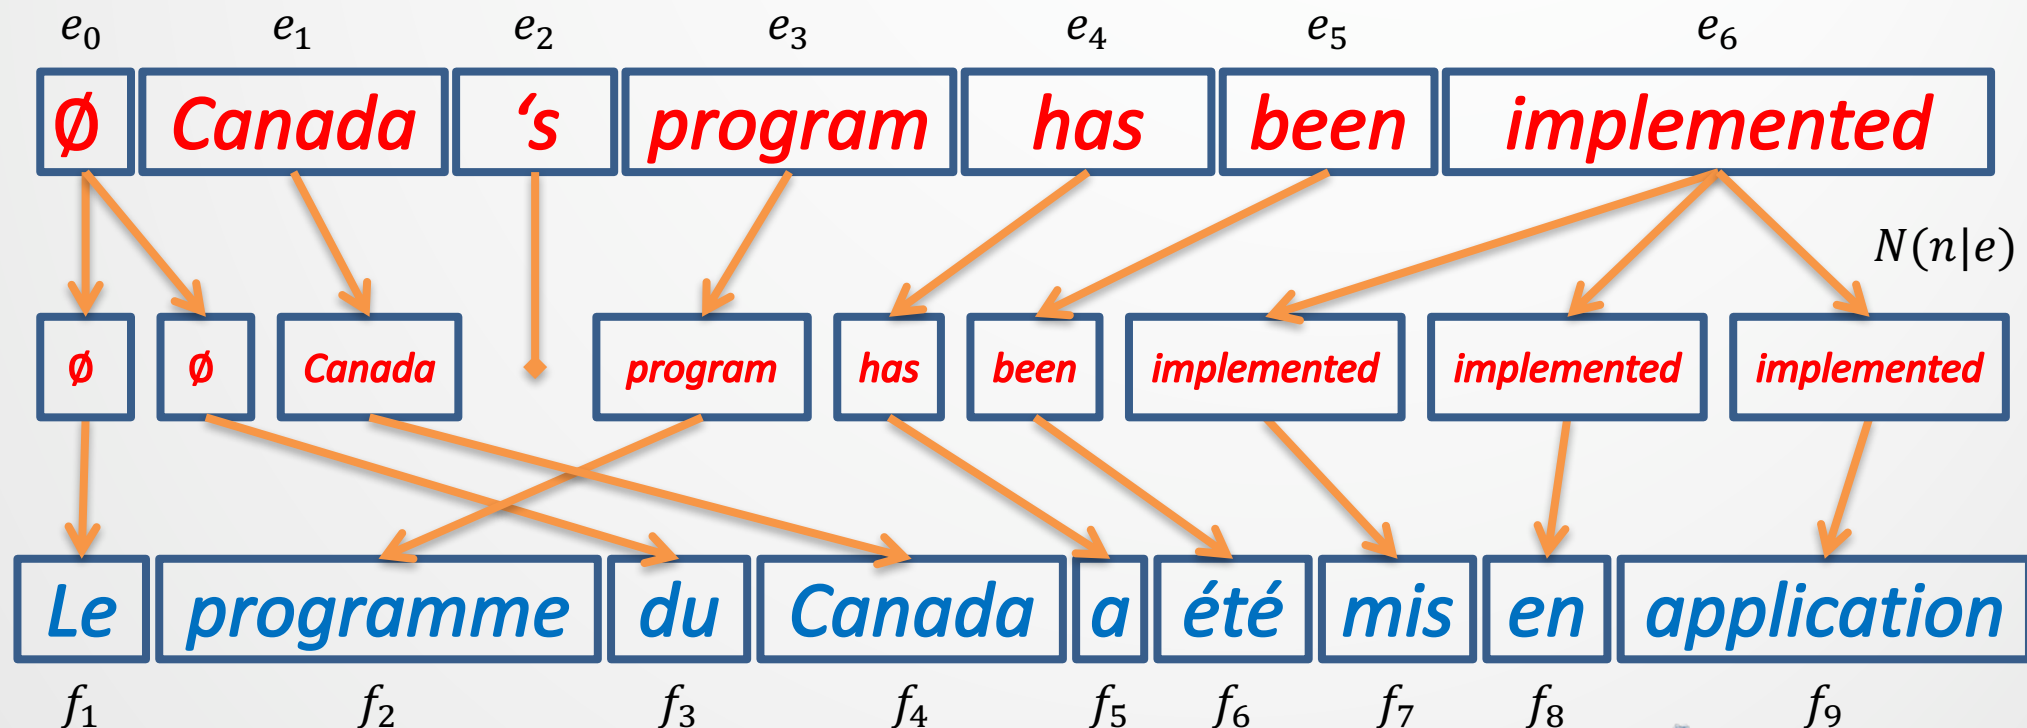 e₀ e₁ e₂ e₃ e₄ e₅ e₆
Ø Canada ‘s program has been implemented
N(n|e)
Ø Ø Canada program has been implemented implemented implemented
Le programme du Canada a été mis en application
f₁ f₂ f₃ f₄ f₅ f₆ f₇ f₈ f₉